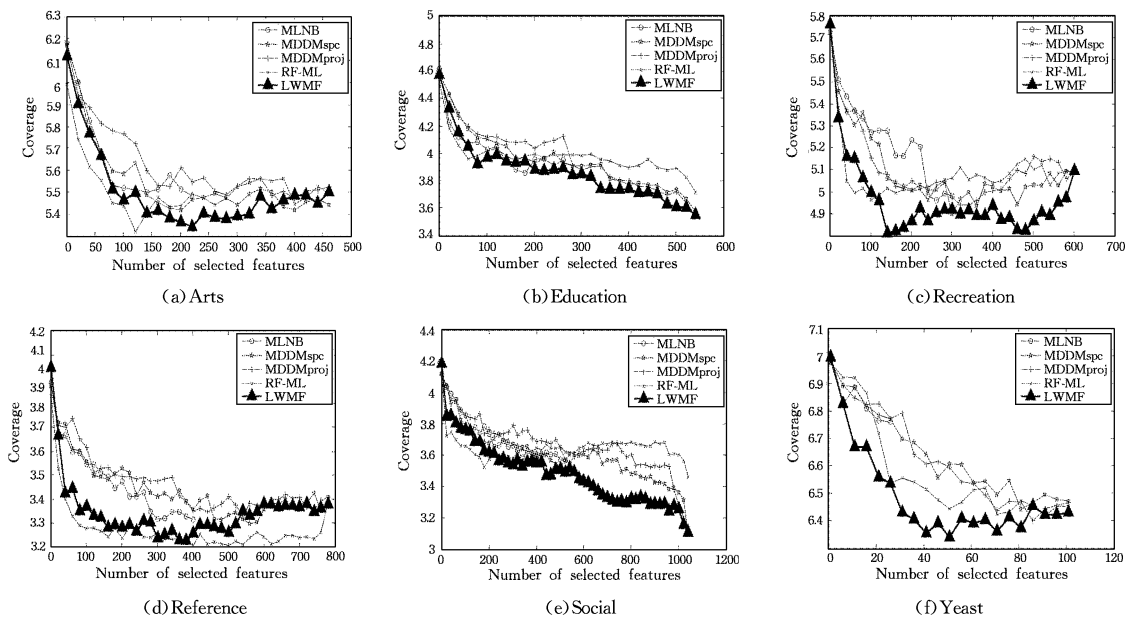 6.3
6.2
6.1
6
5.9
5.8
5.7
5.6
5.5
5.4
Coverage
MLNB
MDDMspc
MDDMproj
RF-ML
LWMF
0 50 100 150 200 250 300 350 400 450 500
Number of selected features
(a) Arts
5
4.8
4.6
4.4
4.2
4
3.8
3.6
3.4
Coverage
MLNB
MDDMspc
MDDMproj
RF-ML
LWMF
0 100 200 300 400 500 600
Number of selected features
(b) Education
5.8
5.7
5.6
5.5
5.4
5.3
5.2
5.1
5
4.9
Coverage
MLNB
MDDMspc
MDDMproj
RF-ML
LWMF
0 100 200 300 400 500 600 700
Number of selected features
(c) Recreation
4.2
4.1
4
3.9
3.8
3.7
3.6
3.5
3.4
3.3
3.2
Coverage
MLNB
MDDMspc
MDDMproj
RF-ML
LWMF
0 100 200 300 400 500 600 700 800
Number of selected features
(d) Reference
4.4
4.2
4
3.8
3.6
3.4
3.2
3
Coverage
MLNB
MDDMspc
MDDMproj
RF-ML
LWMF
0 200 400 600 800 1000 1200
Number of selected features
(e) Social
7.1
7
6.9
6.8
6.7
6.6
6.5
6.4
Coverage
MLNB
MDDMspc
MDDMproj
RF-ML
LWMF
0 20 40 60 80 100 120
Number of selected features
(f) Yeast